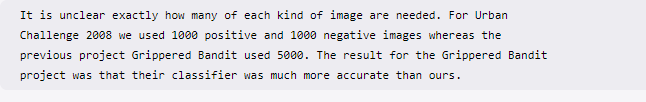 It is unclear exactly how many of each kind of image are needed. For Urban
Challenge 2008 we used 1000 positive and 1000 negative images whereas the
previous project Grippered Bandit used 5000. The result for the Grippered Bandit
project was that their classifier was much more accurate than ours.